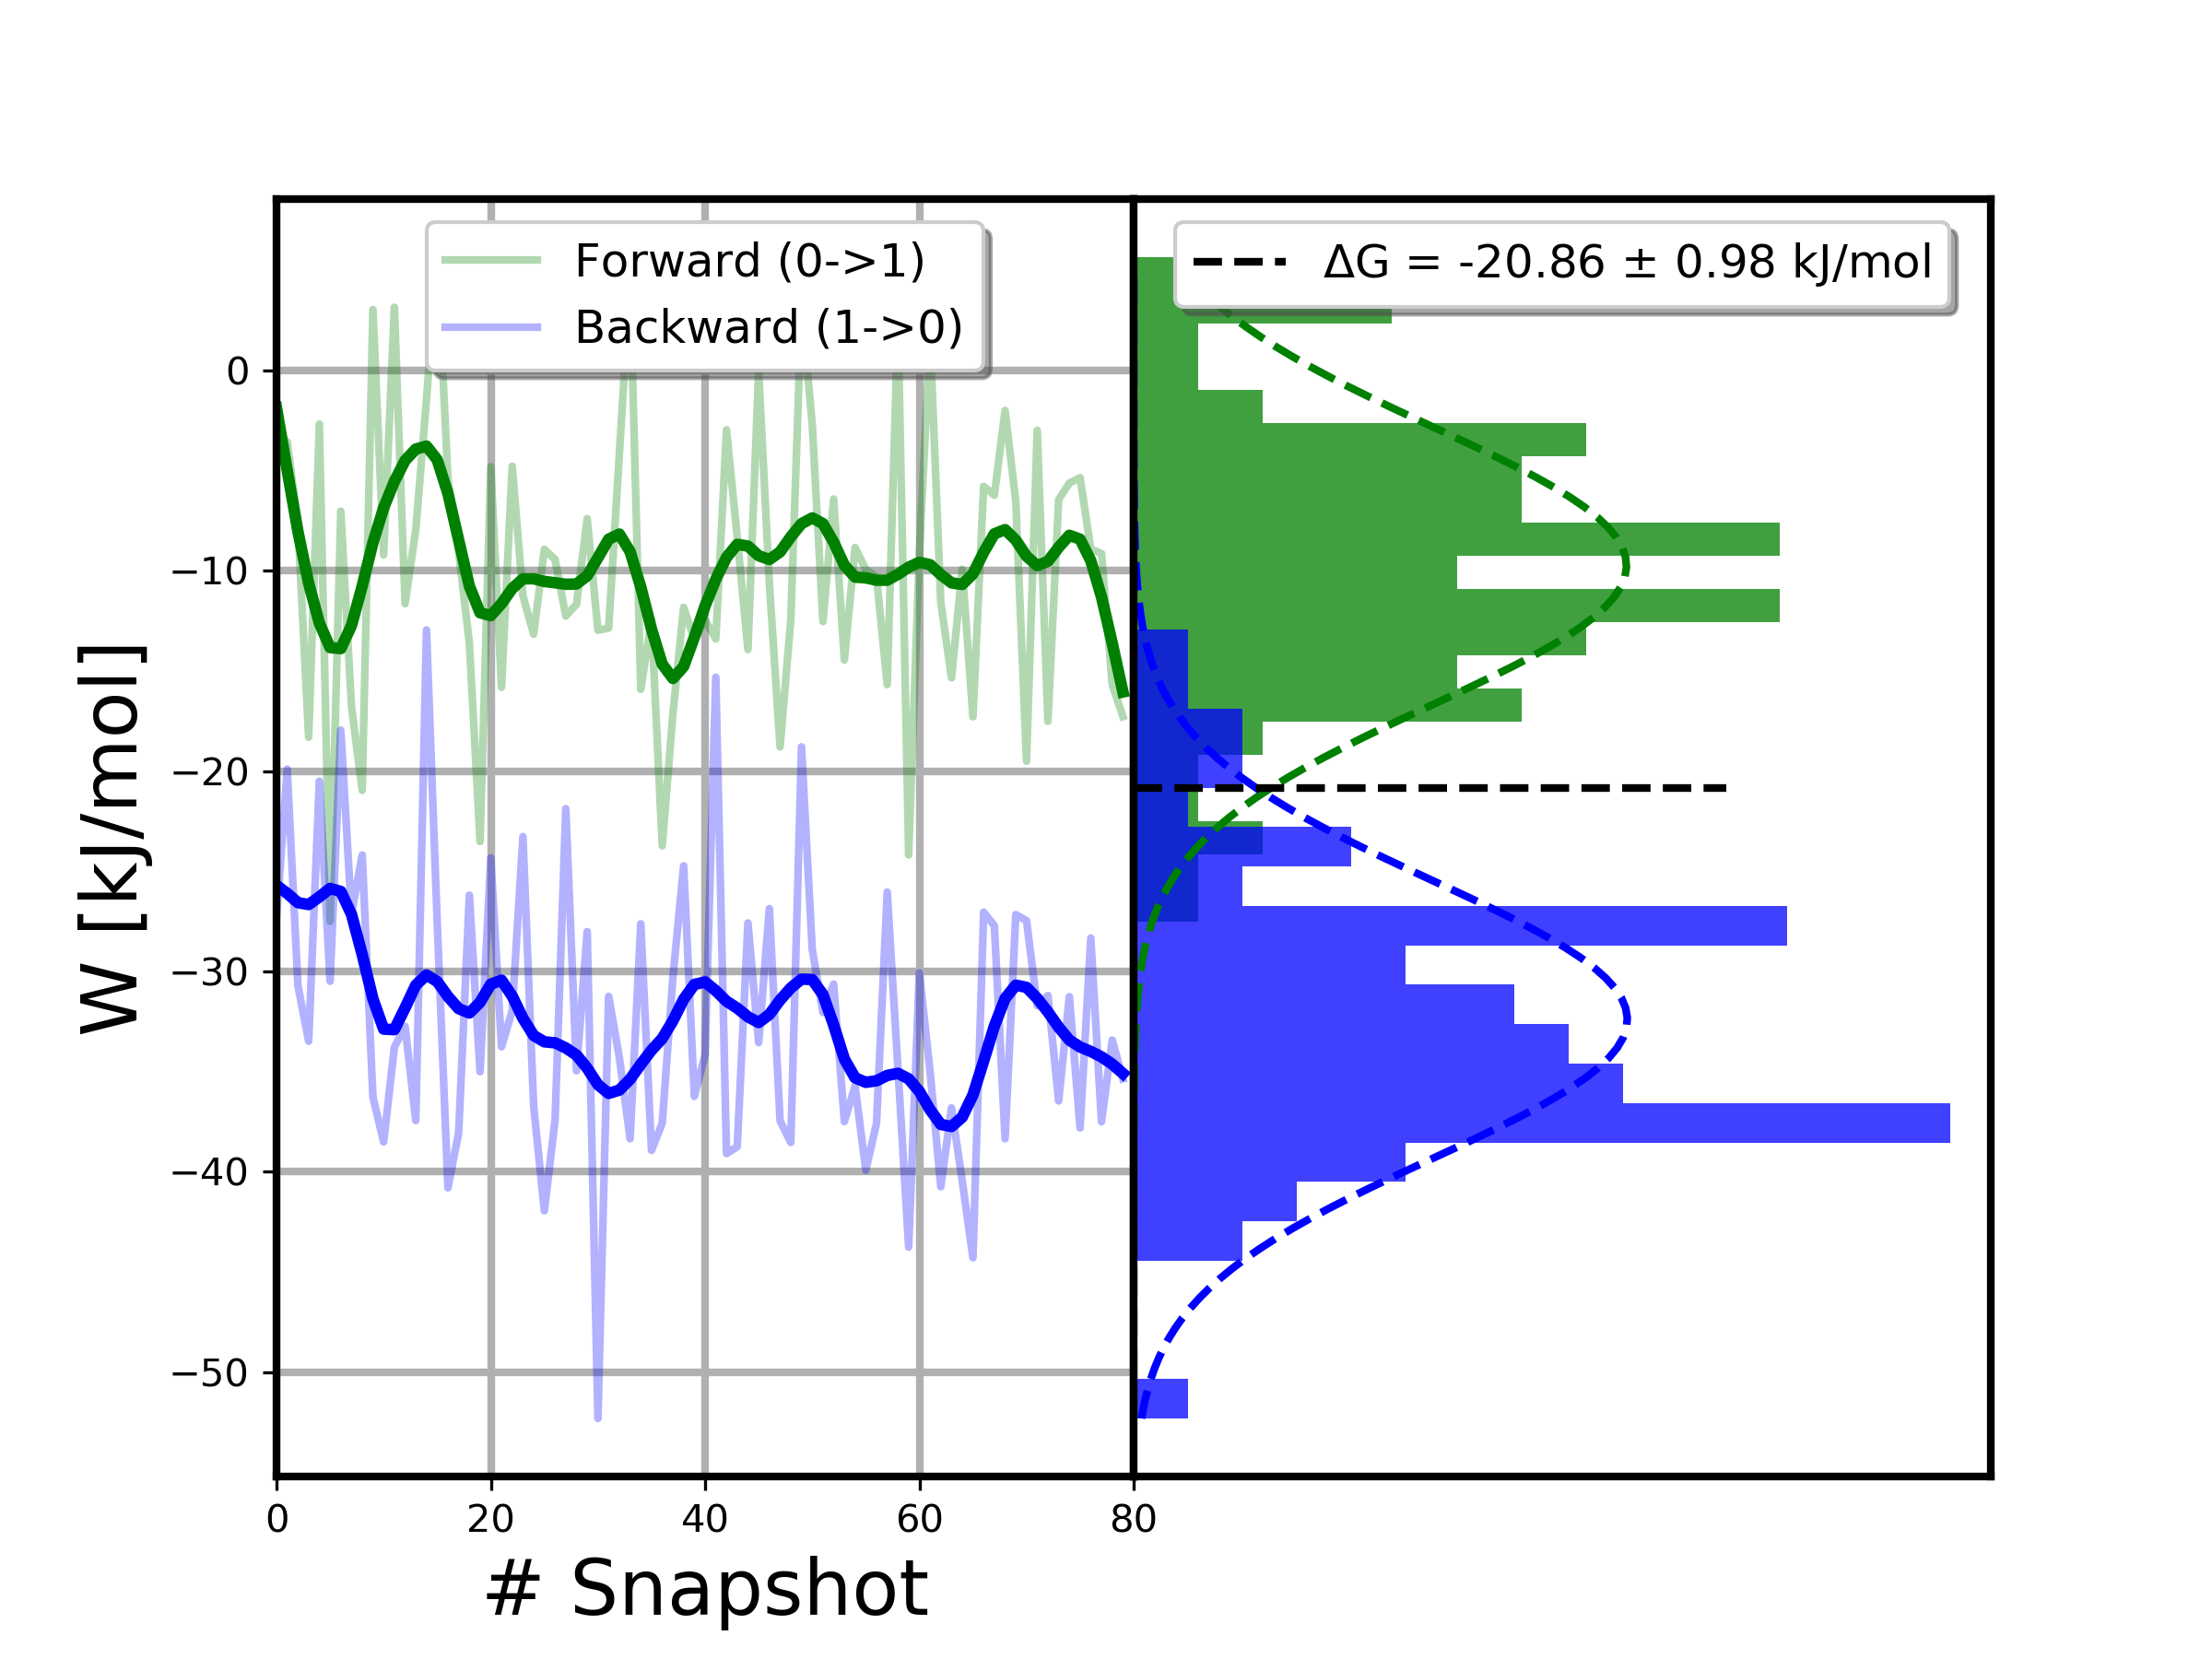 Forward (0->1)
Backward (1->0)
ΔG = -20.86 ± 0.98 kJ/mol
W [kJ/mol]
0
−10
−20
−30
−40
−50
0 20 40 60 80
# Snapshot